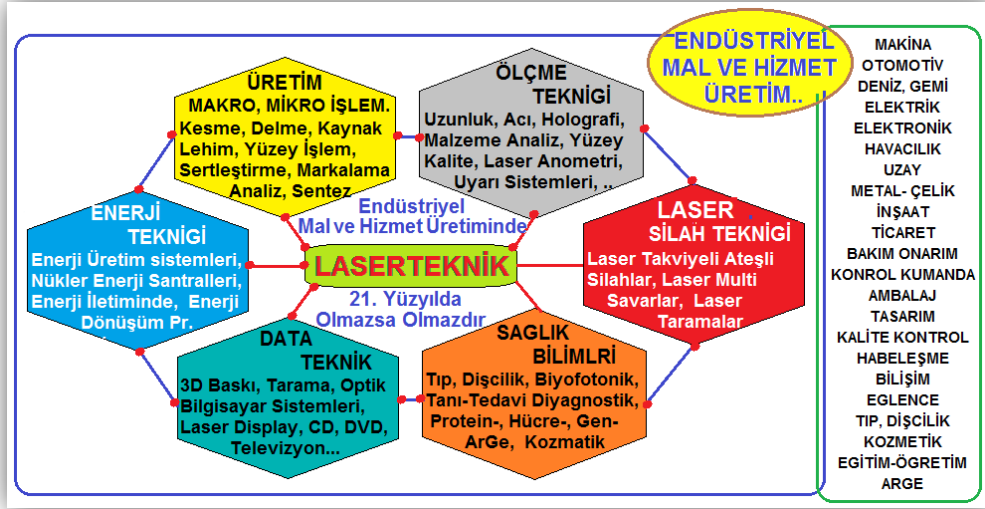 ENDÜSTRİYEL
MAL VE HİZMET
ÜRETİM..
ÜRETİM
MAKRO, MİKRO İŞLEM.
Kesme, Delme, Kaynak
Lehim, Yüzey İşlem,
Sertleştirme, Markalama
Analiz, Sentez
ÖLÇME
TEKNİGİ
Uzunluk, Acı, Holografi,
Malzeme Analiz, Yüzey
Kalite, Laser Anometri,
Uyarı Sistemleri, ..
ENERJİ
TEKNİGİ
Enerji Üretim sistemleri,
Nükler Enerji Santralleri,
Enerji İletiminde, Enerji
Dönüşüm Pr.
Endüstriyel
Mal ve Hizmet Üretiminde
LASERTEKNİK
21. Yüzyılda
Olmazsa Olmazdır
LASER
SİLAH TEKNİGİ
Laser Takviyeli Ateşli
Silahlar, Laser Multi
Savarlar, Laser
Taramalar
DATA
TEKNİK
3D Baskı, Tarama, Optik
Bilgisayar Sistemleri,
Laser Display, CD, DVD,
Televizyon...
SAGLIK
BİLİMLRİ
Tıp, Dişcilik, Biyofotonik,
Tanı-Tedavi Diyagnostik,
Protein-, Hücre-, Gen-
ArGe, Kozmatik
MAKİNA
OTOMOTİV
DENİZ, GEMİ
ELEKTRİK
ELEKTRONİK
HAVACILIK
UZAY
METAL- ÇELİK
İNŞAAT
TİCARET
BAKIM ONARIM
KONROL KUMANDA
AMBALAJ
TASARIM
KALİTE KONTROL
HABELEŞME
BİLİŞİM
EGLENCE
TIP, DİŞCİLİK
KOZMETİK
EGİTİM-ÖGRETİM
ARGE